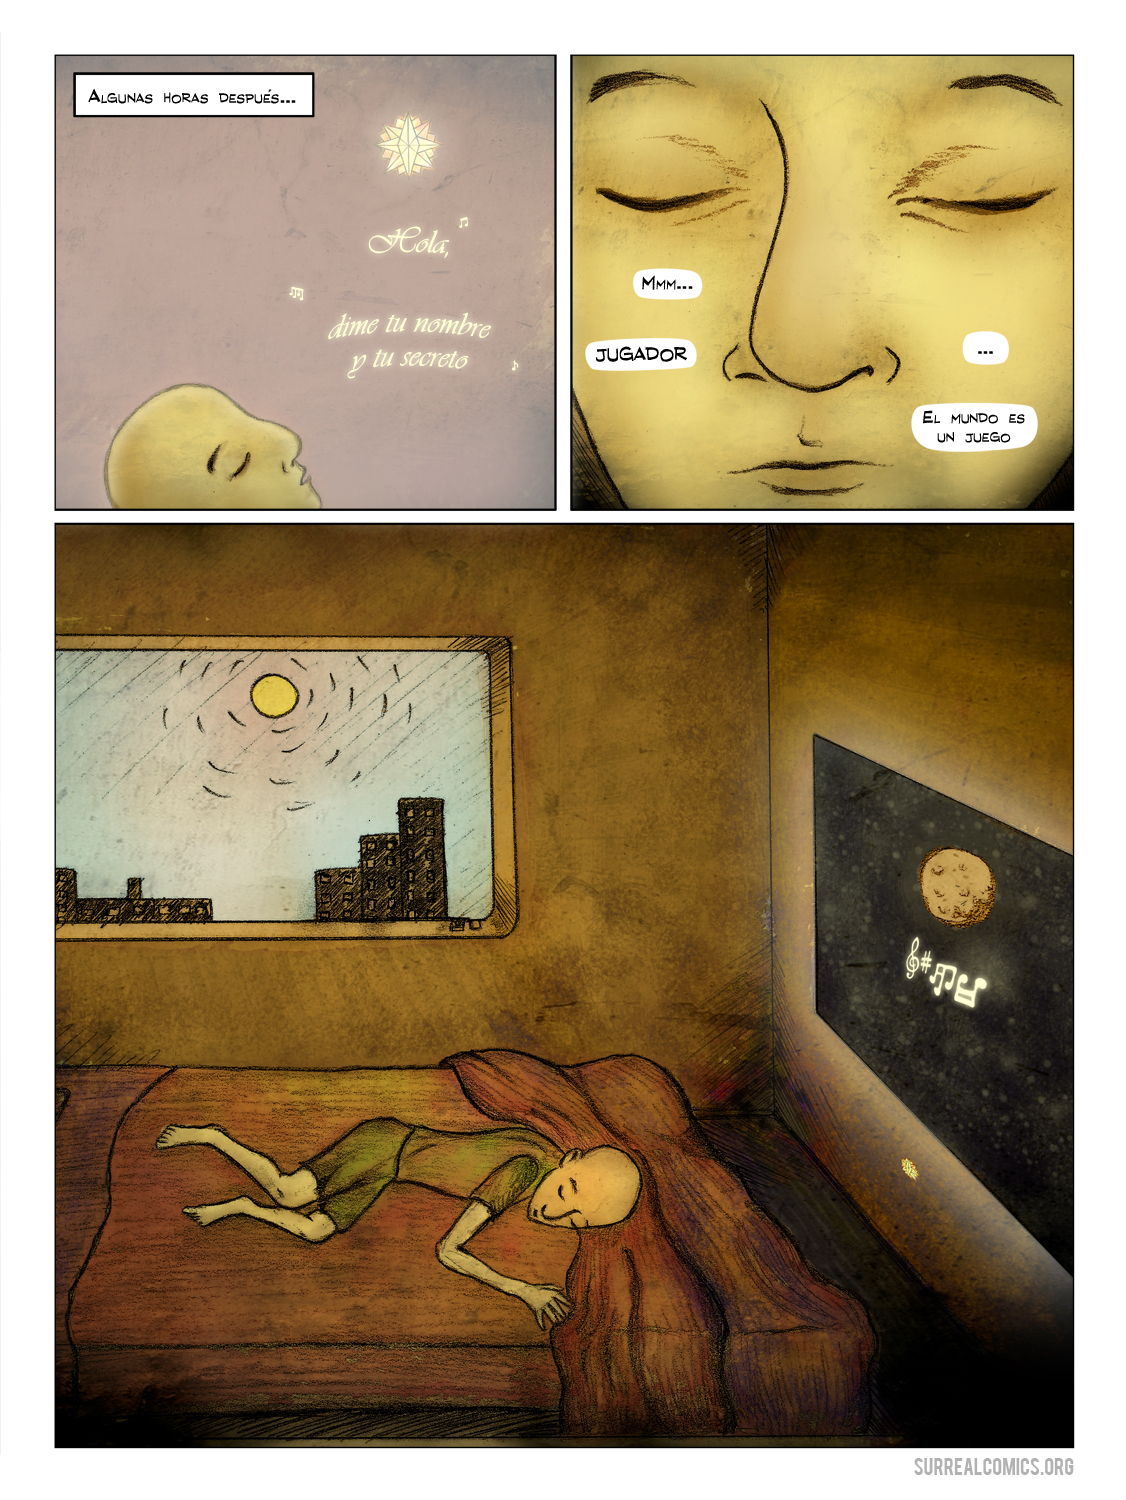 Algunas horas después...
Hola,
dime tu nombre
y tu secreto
Mmm...
JUGADOR
...
El mundo es
un juego
SURREALCOMICS.ORG